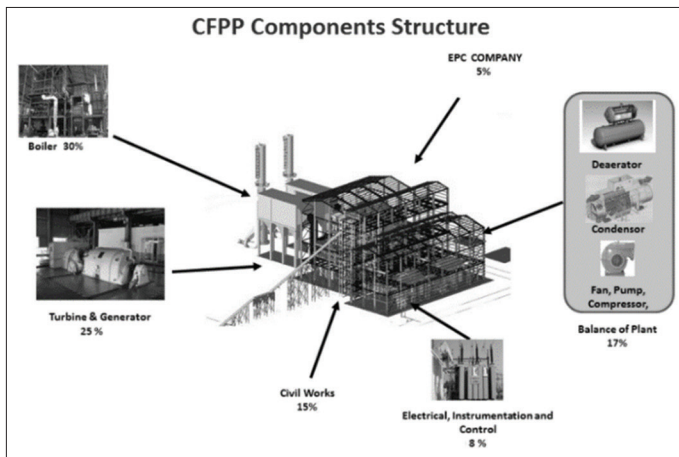 CFPP Components Structure
EPC COMPANY
5%
Boiler 30%
Deaerator
Condensor
Fan, Pump,
Compressor,
Turbine & Generator
25 %
Balance of Plant
17%
Civil Works
15%
Electrical, Instrumentation and
Control
8 %